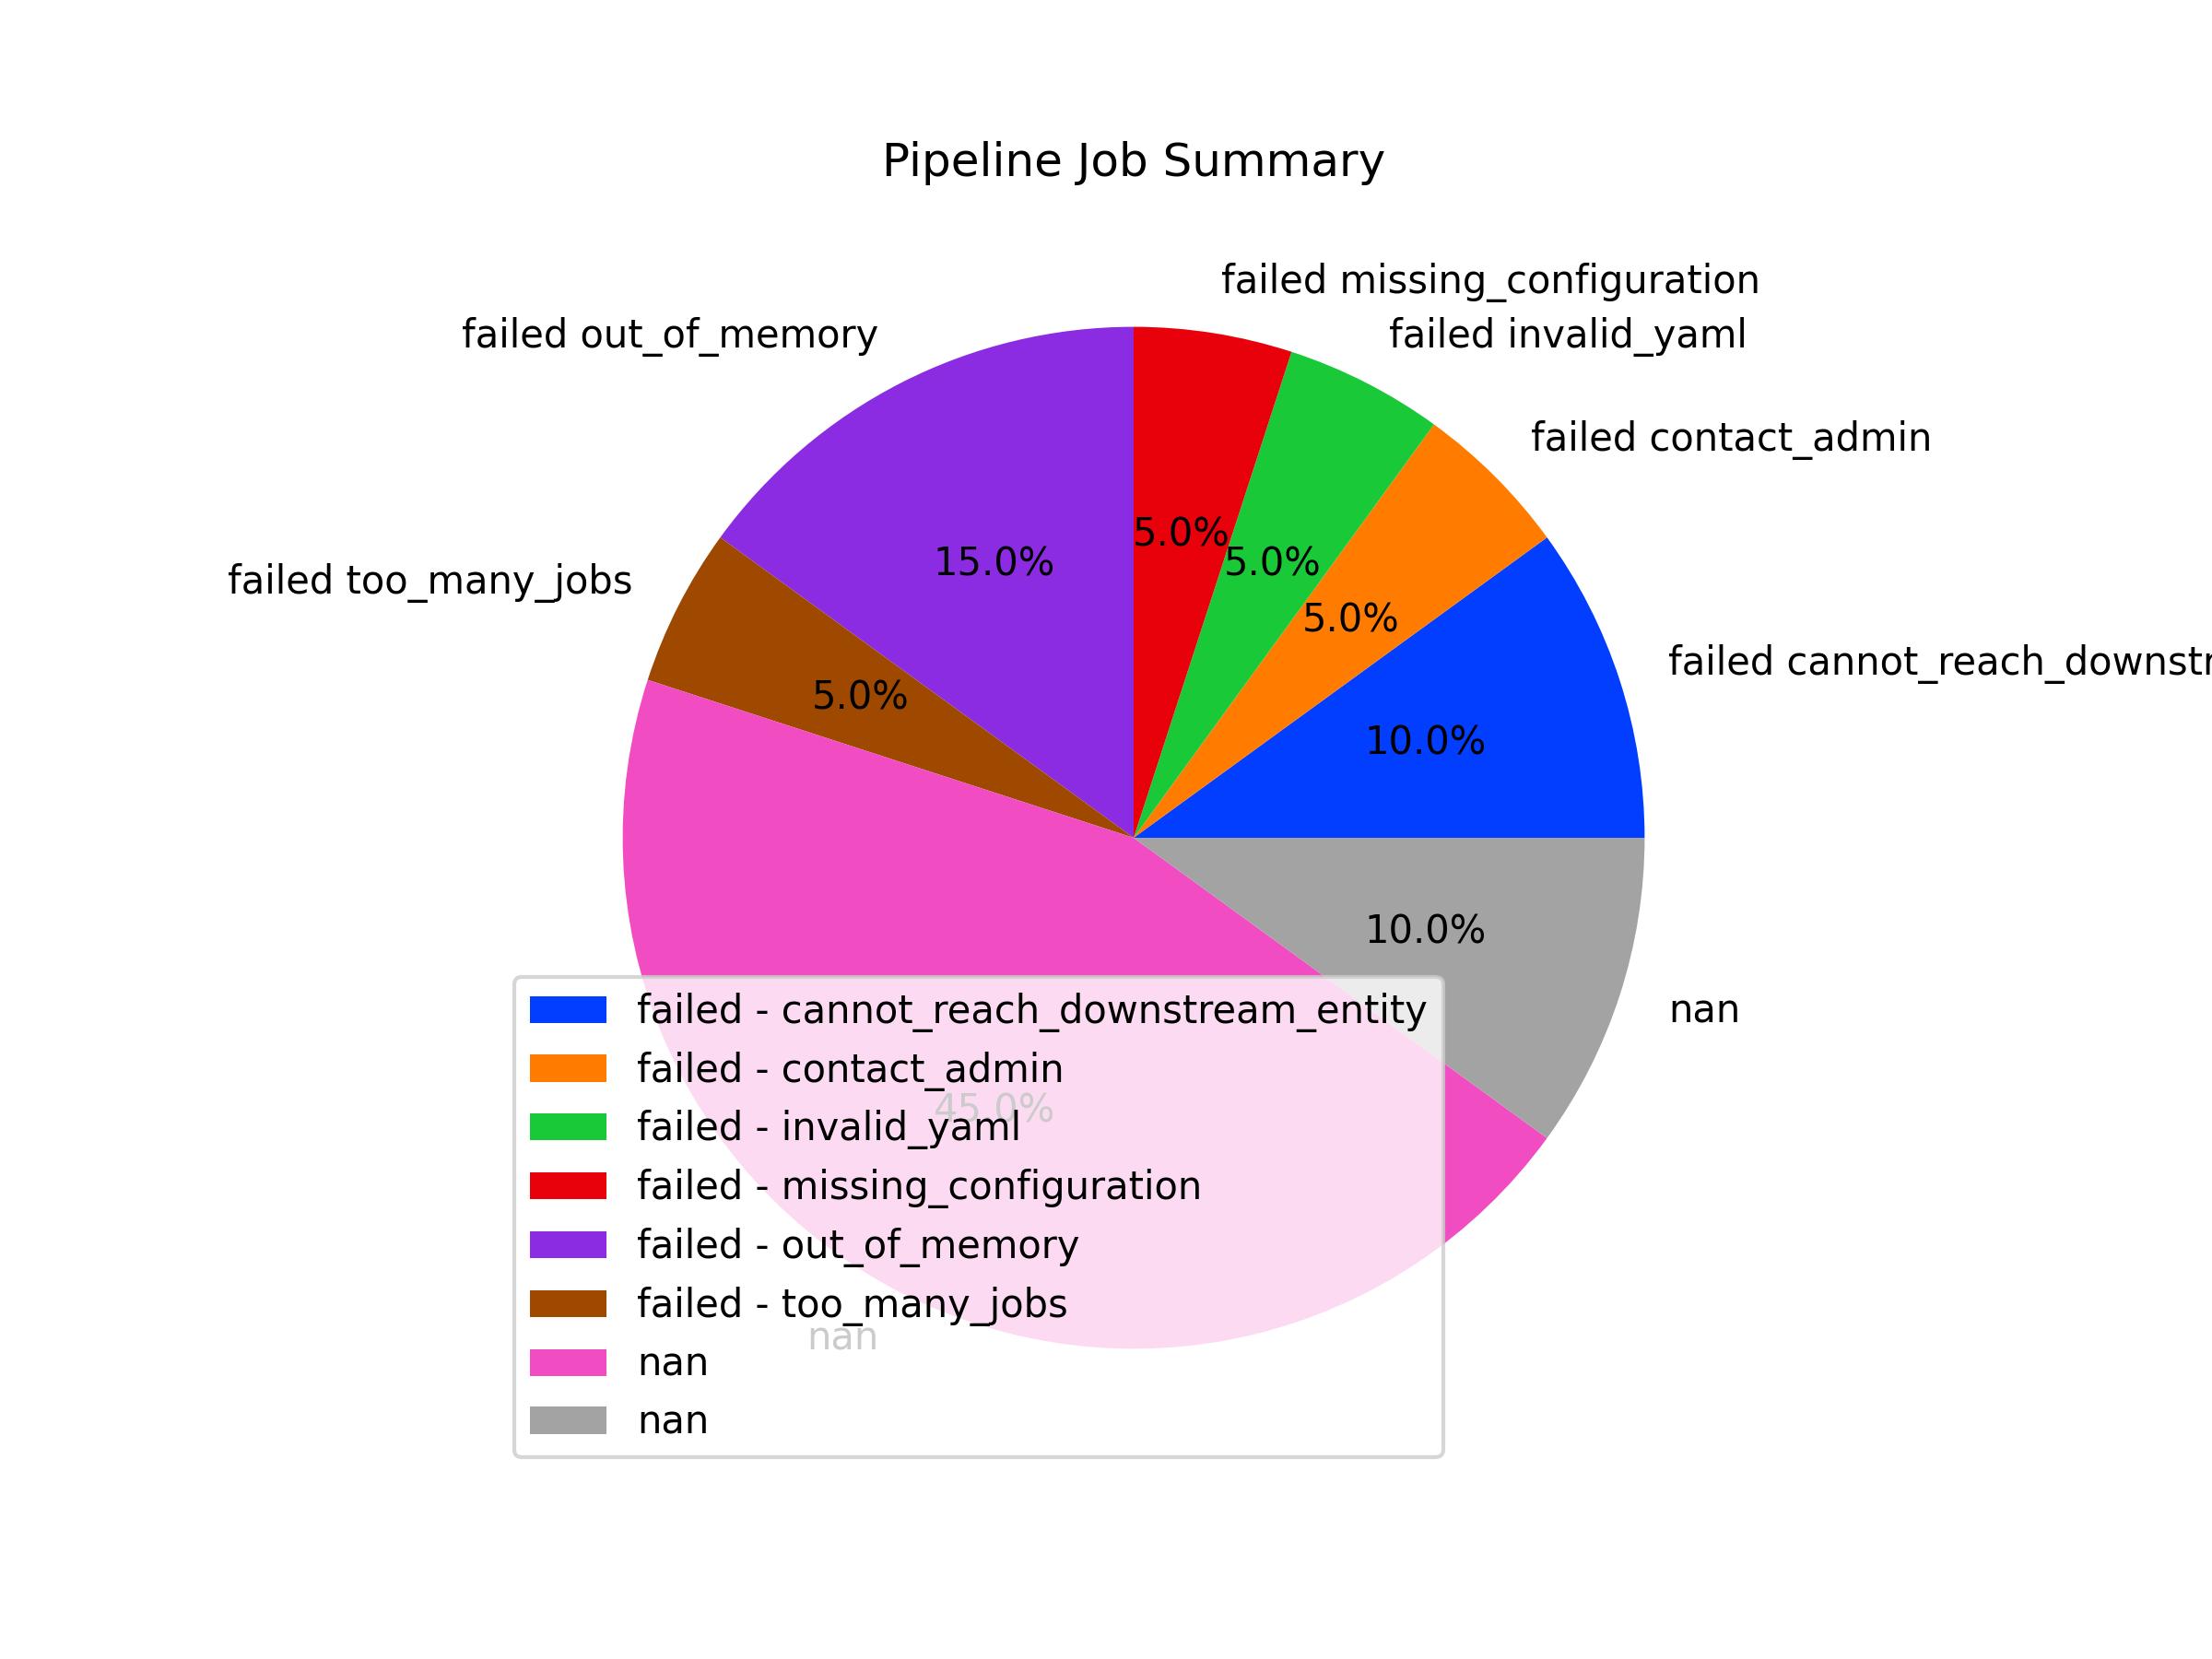 Pipeline Job Summary
failed missing_configuration
failed out_of_memory
failed invalid_yaml
failed contact_admin
5.0%
15.0%
5.0%
failed too_many_jobs
5.0%
failed cannot_reach_downstr
5.0%
10.0%
10.0%
nan
45.0%
nan
failed - cannot_reach_downstream_entity
failed - contact_admin
failed - invalid_yaml
failed - missing_configuration
failed - out_of_memory
failed - too_many_jobs
nan
nan